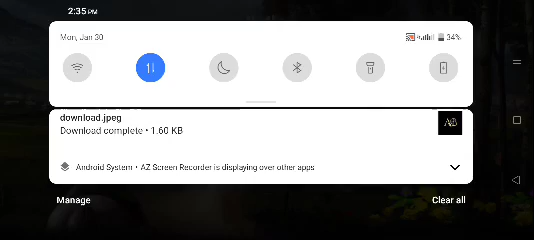 2:35 PM
Mon, Jan 30
34%
download.jpeg
Download complete • 1.60 KB
Android System • AZ Screen Recorder is displaying over other apps
Manage
Clear all